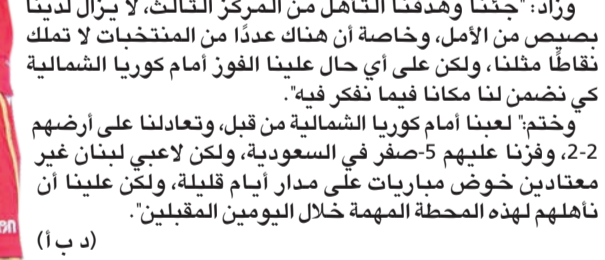 وزاد: "جئنا وهدفنا التأهل من المركز الثالث، لا يزال لدينا
بصيص من الأمل، وخاصة أن هناك عددًا من المنتخبات لا تملك
نقاطًا مثلنا، ولكن على أي حال علينا الفوز أمام كوريا الشمالية
كي نضمن لنا مكانا فيما نفكر فيه".
وختم:" لعبنا أمام كوريا الشمالية من قبل، وتعادلنا على أرضهم
2-2، وفزنا عليهم 5-صفر في السعودية، ولكن لاعبي لبنان غير
معتادين خوض مباريات على مدار أيام قليلة، ولكن علينا أن
نأهلهم لهذه المحطة المهمة خلال اليومين المقبلين".
(د ب أ)